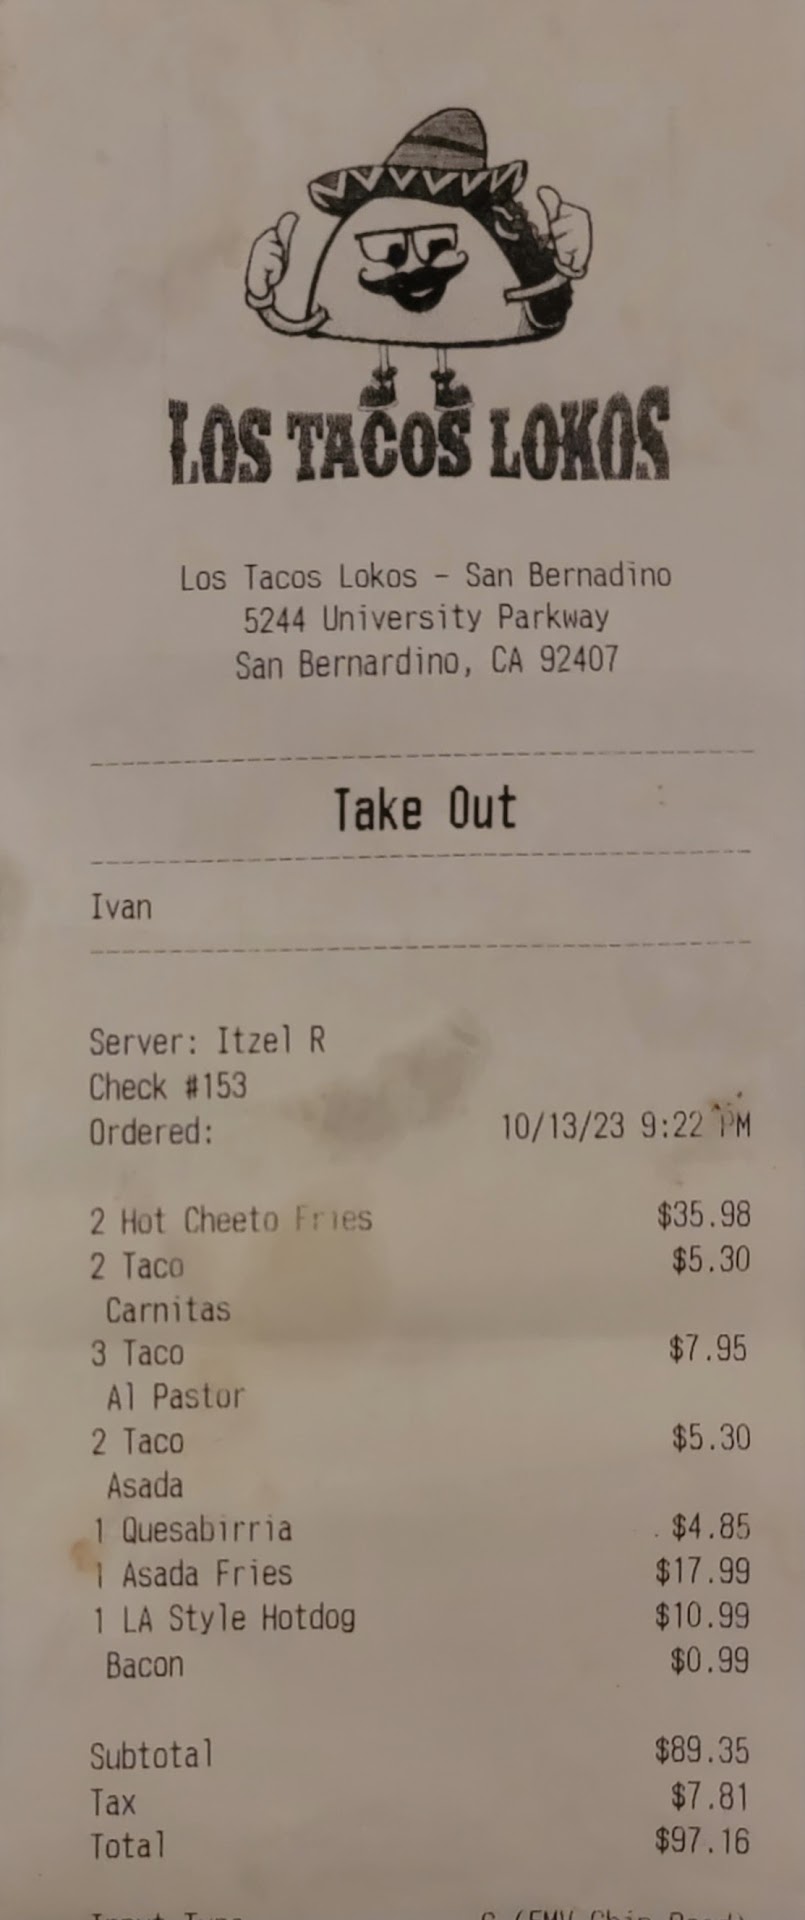 LOS TACOS LOKOS
Los Tacos Lokos - San Bernadino
5244 University Parkway
San Bernardino, CA 92407
Take Out
Ivan
Server: Itzel R
Check #153
Ordered: 10/13/23 9:22 PM
2 Hot Cheeto Fries $35.98
2 Taco $5.30
Carnitas
3 Taco $7.95
Al Pastor
2 Taco $5.30
Asada
1 Quesabirria $4.85
1 Asada Fries $17.99
1 LA Style Hotdog $10.99
Bacon $0.99
Subtotal $89.35
Tax $7.81
Total $97.16